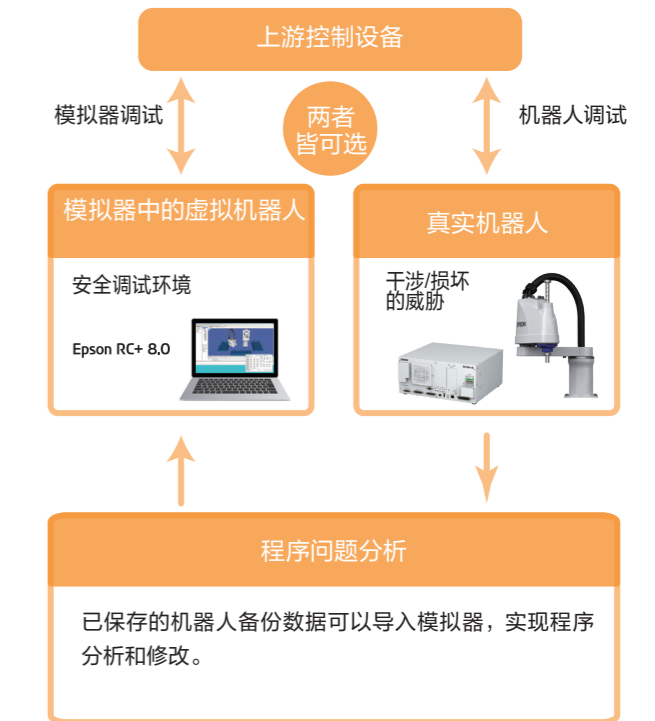 上游控制设备
模拟器调试
两者
皆可选
机器人调试
模拟器中的虚拟机器人
真实机器人
安全调试环境
Epson RC+ 8.0
干涉/损坏
的威胁
EPSON
程序问题分析
已保存的机器人备份数据可以导入模拟器，实现程序
分析和修改。